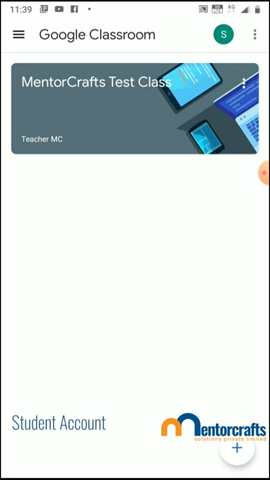 11:39
4G
Google Classroom
S
MentorCrafts Test Class
Teacher MC
Student Account
mentorcrafts
solutions private limited